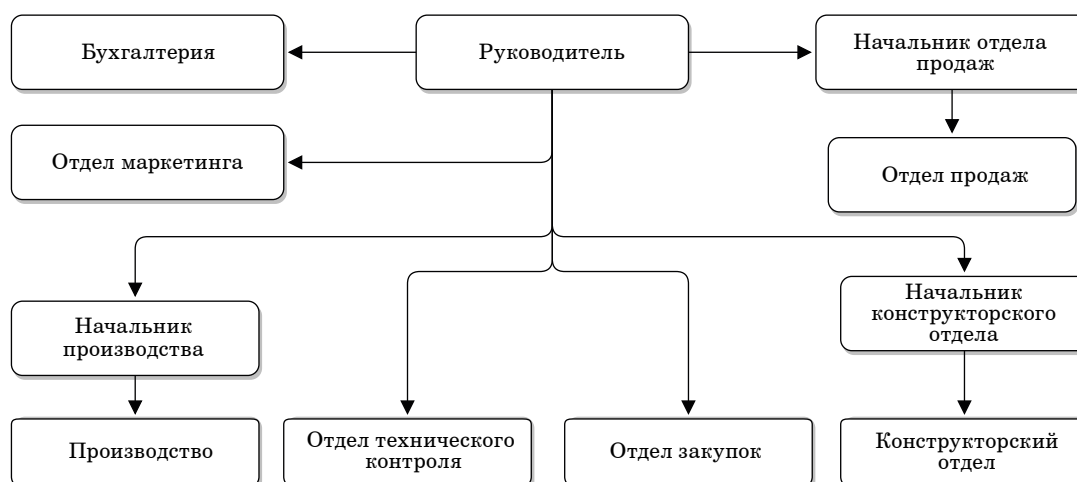 Бухгалтерия
Руководитель
Начальник отдела
продаж
Отдел маркетинга
Отдел продаж
Начальник
производства
Начальник
конструкторского
отдела
Производство
Отдел технического
контроля
Отдел закупок
Конструкторский
отдел